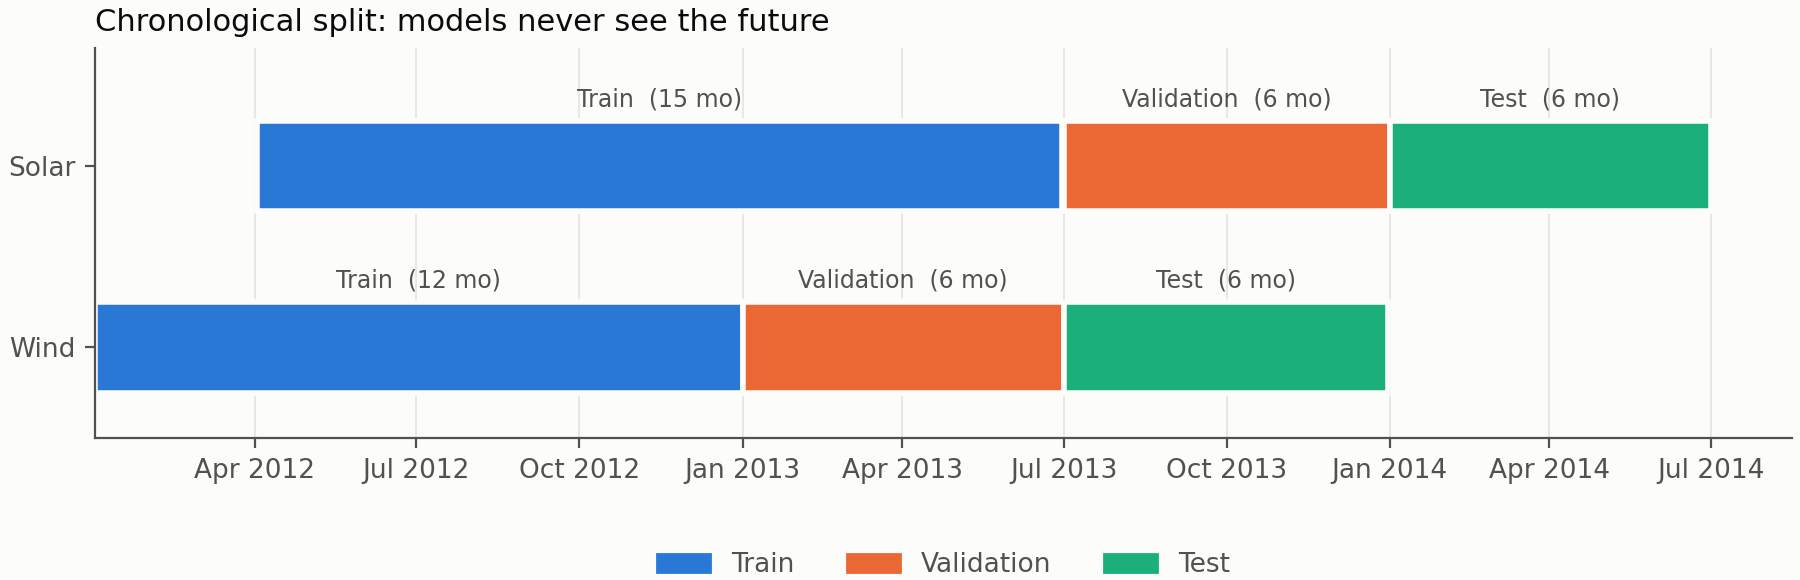 Chronological split: models never see the future
Train (15 mo) Validation (6 mo) Test (6 mo)
Solar
Train (12 mo) Validation (6 mo) Test (6 mo)
Wind
Apr 2012 Jul 2012 Oct 2012 Jan 2013 Apr 2013 Jul 2013 Oct 2013 Jan 2014 Apr 2014 Jul 2014
Train Validation Test